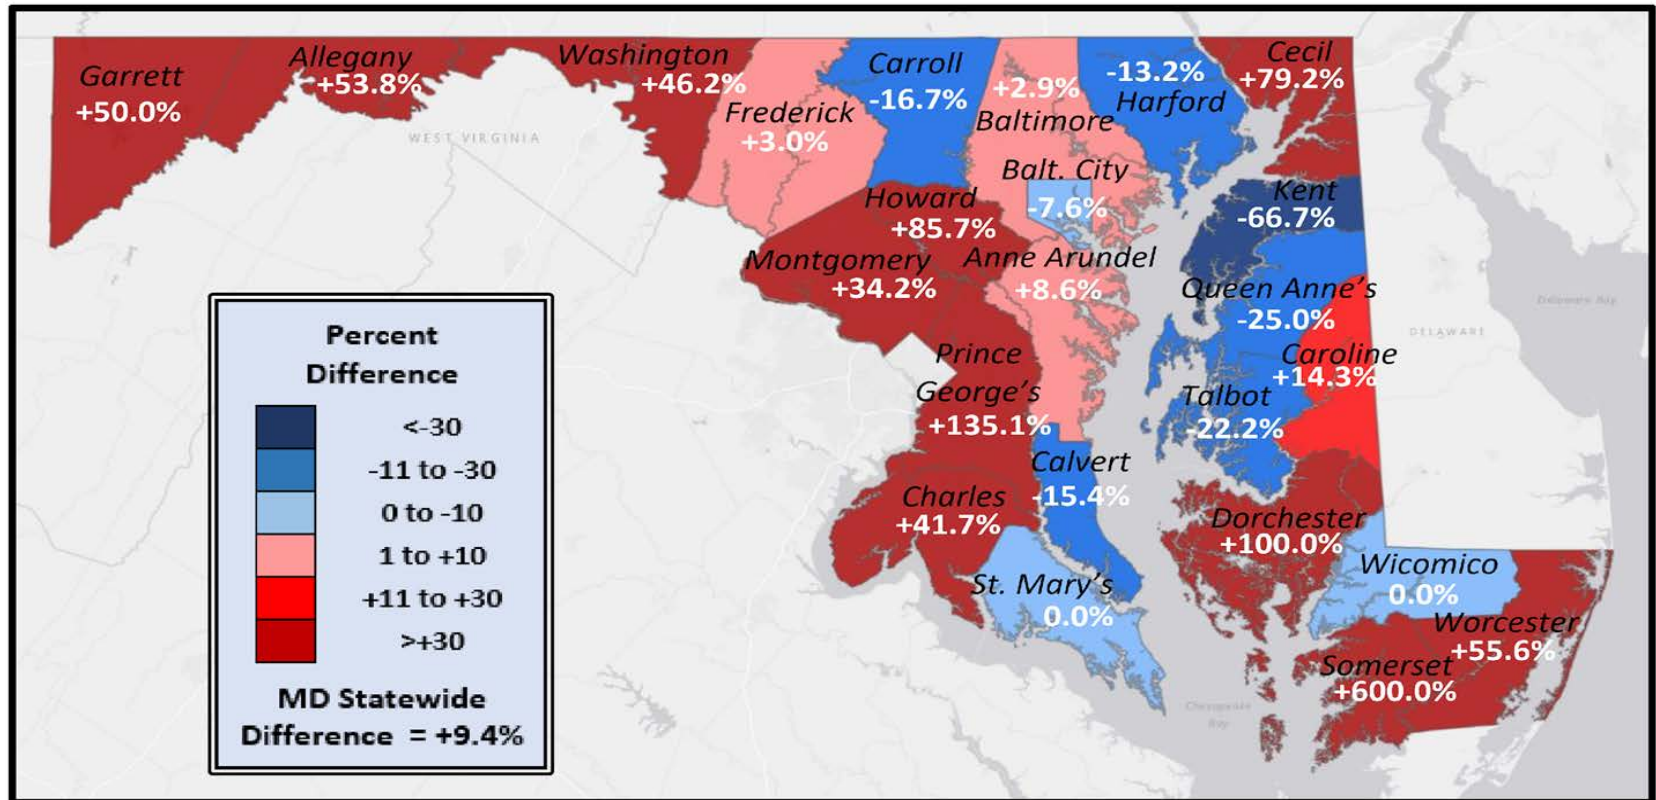 Garrett
+50.0%
Allegany
+53.8%
Washington
+46.2%
Frederick
+3.0%
Carroll
-16.7%
+2.9%
Baltimore
-13.2%
Harford
Cecil
+79.2%
WEST VIRGINIA
Balt. City
-7.6%
Howard
+85.7%
Kent
-66.7%
Montgomery
+34.2%
Anne Arundel
+8.6%
Queen Anne's
-25.0%
Delaware Bay
DELAWARE
Caroline
+14.3%
Prince
George's
+135.1%
Talbot
-22.2%
Calvert
-15.4%
Charles
+41.7%
Dorchester
+100.0%
St. Mary's
0.0%
Wicomico
0.0%
Worcester
+55.6%
Somerset
+600.0%
Chesapeake
Bay
Percent
Difference
<-30
-11 to -30
0 to -10
1 to +10
+11 to +30
>+30
MD Statewide
Difference = +9.4%